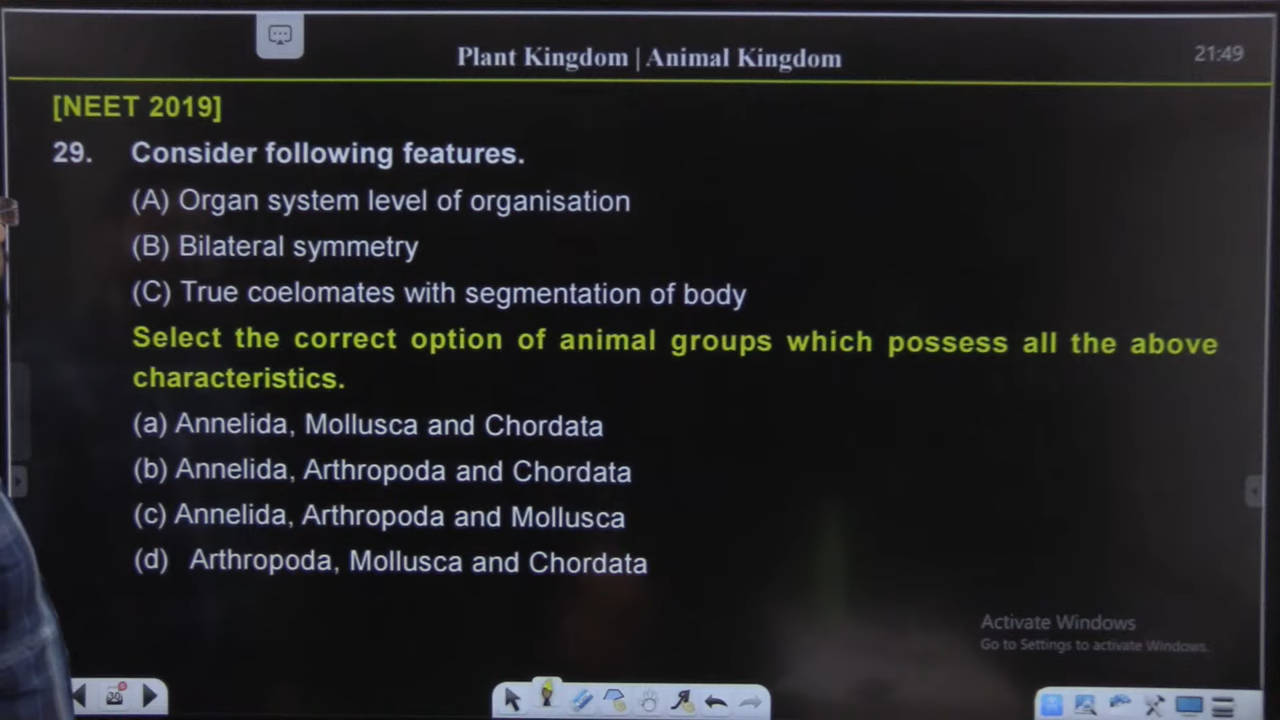 Plant Kingdom | Animal Kingdom
21:49
[NEET 2019]
29. Consider following features.
(A) Organ system level of organisation
(B) Bilateral symmetry
(C) True coelomates with segmentation of body
Select the correct option of animal groups which possess all the above
characteristics.
(a) Annelida, Mollusca and Chordata
(b) Annelida, Arthropoda and Chordata
(c) Annelida, Arthropoda and Mollusca
(d) Arthropoda, Mollusca and Chordata
Activate Windows
Go to Settings to activate Windows.
30